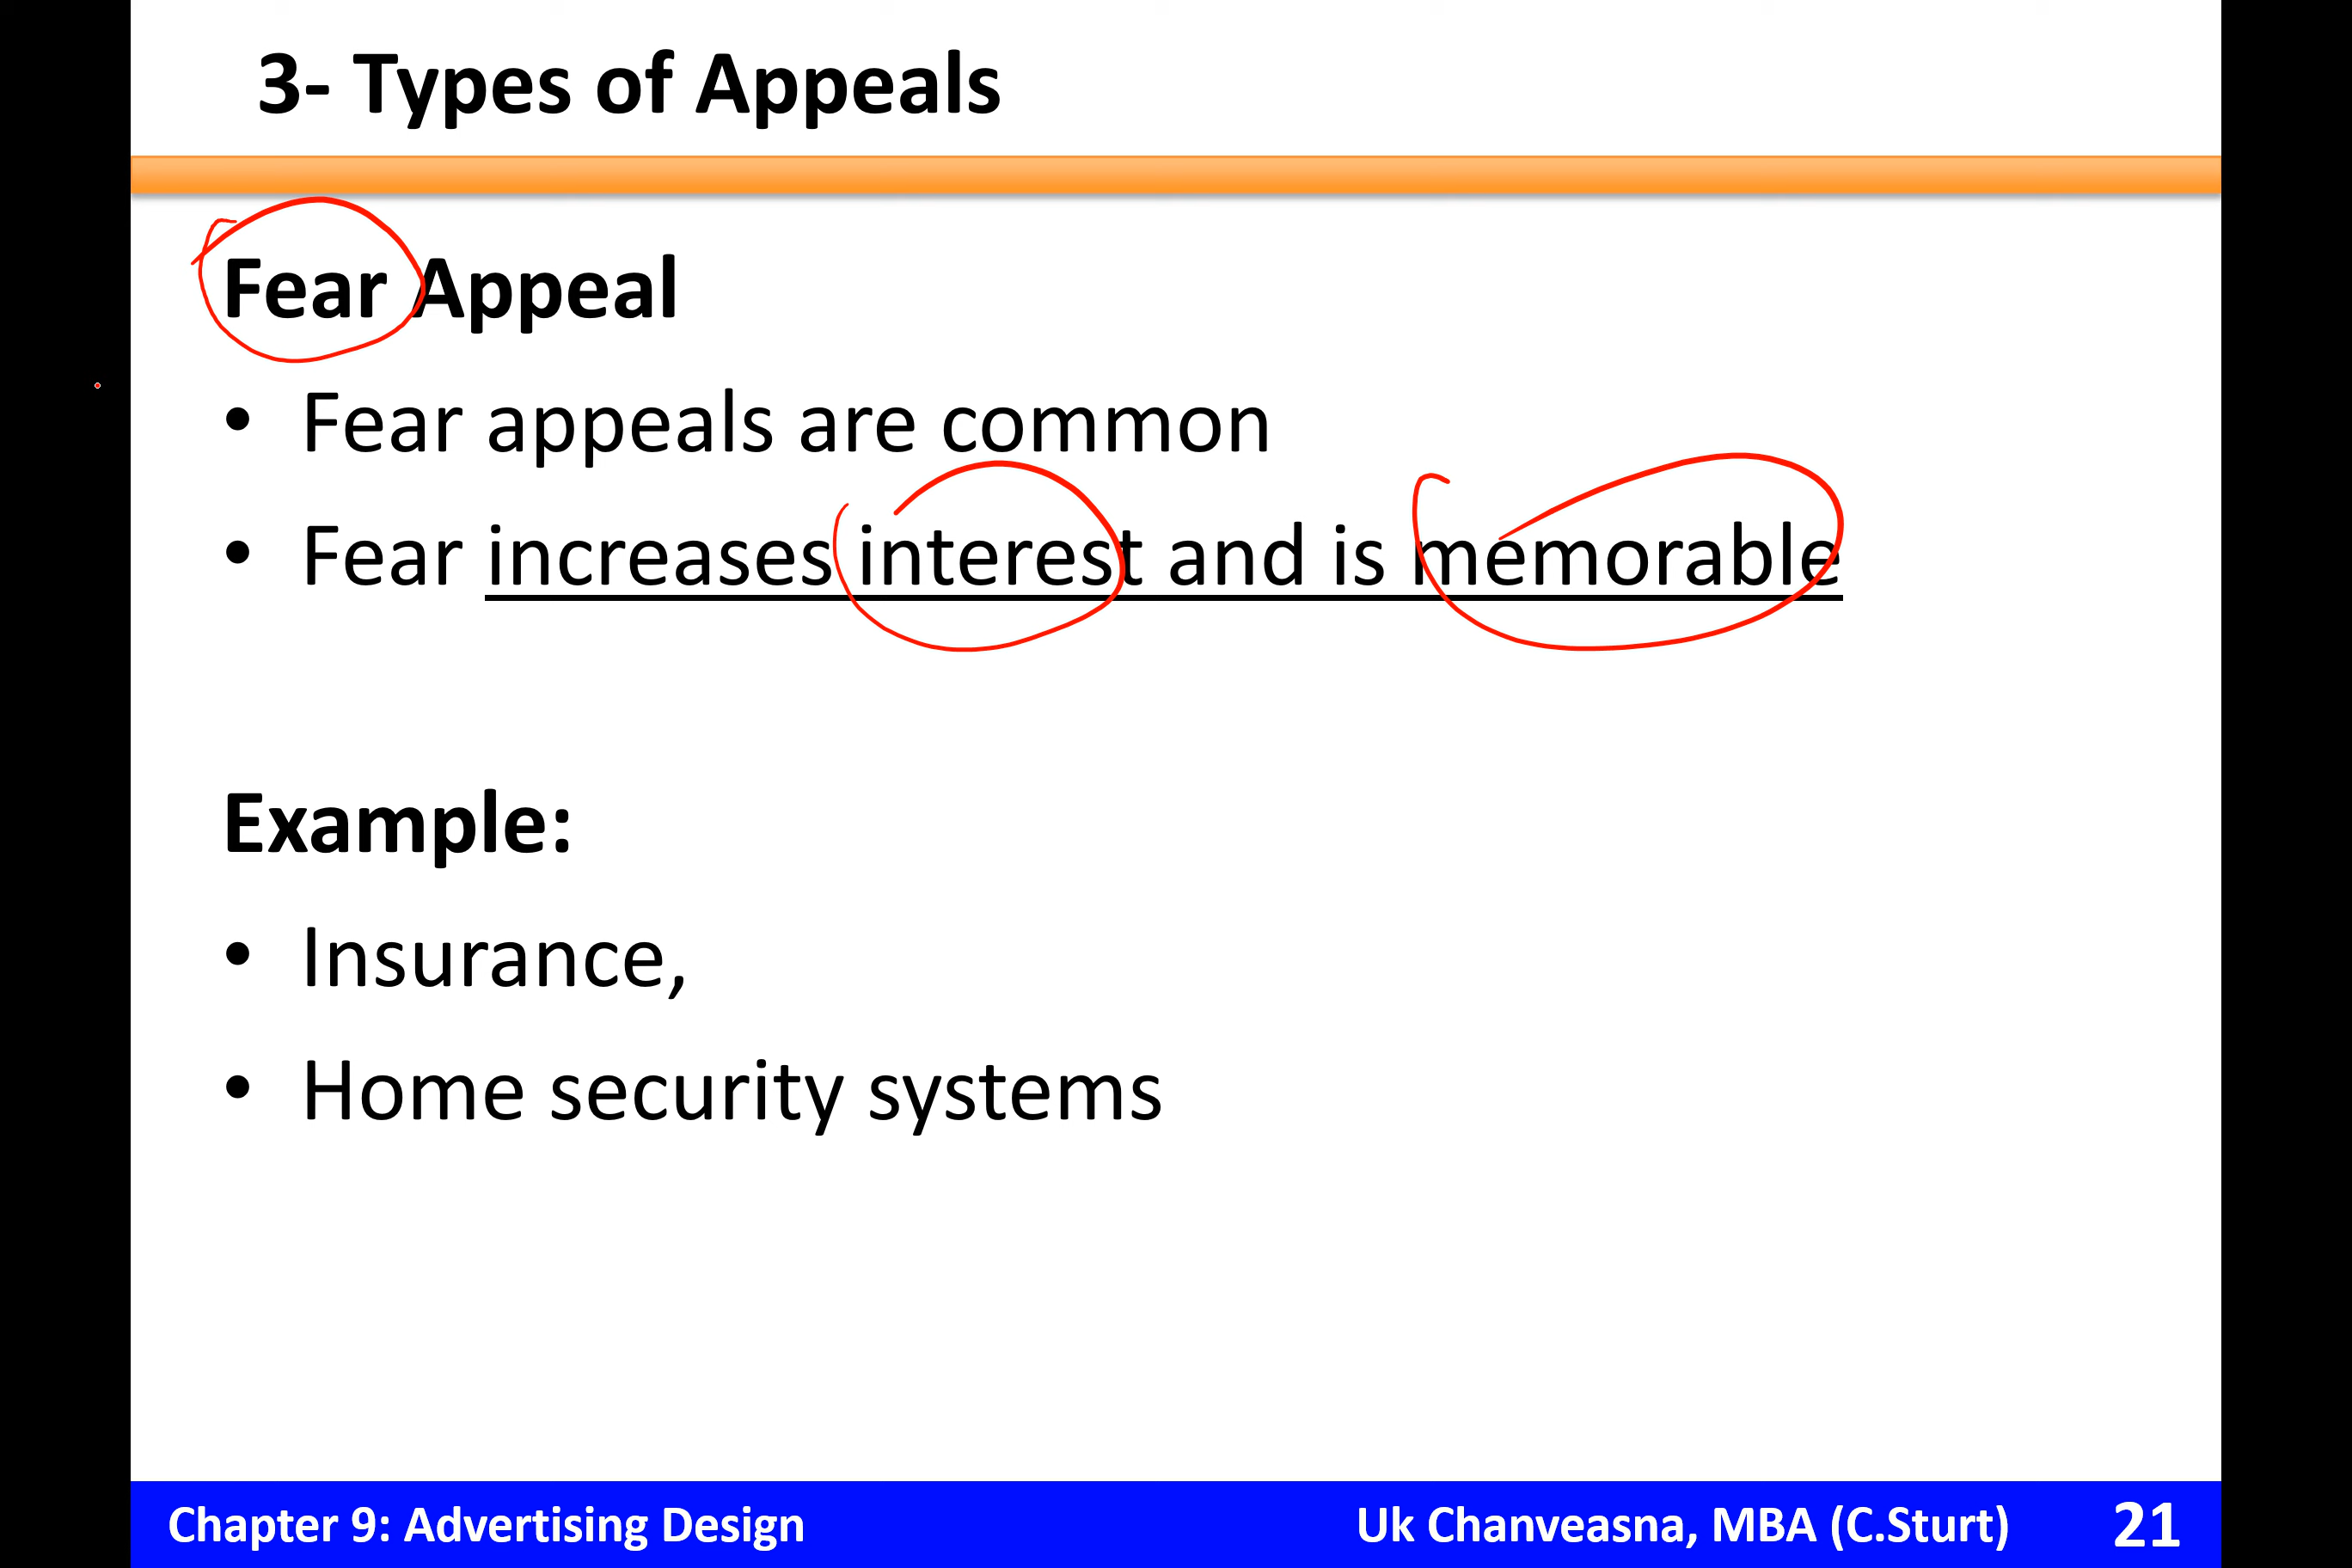 3- Types of Appeals
Fear Appeal
• Fear appeals are common
• Fear increases interest and is memorable
Example:
• Insurance,
• Home security systems
Chapter 9: Advertising Design Uk Chanveasna, MBA (C.Sturt) 21